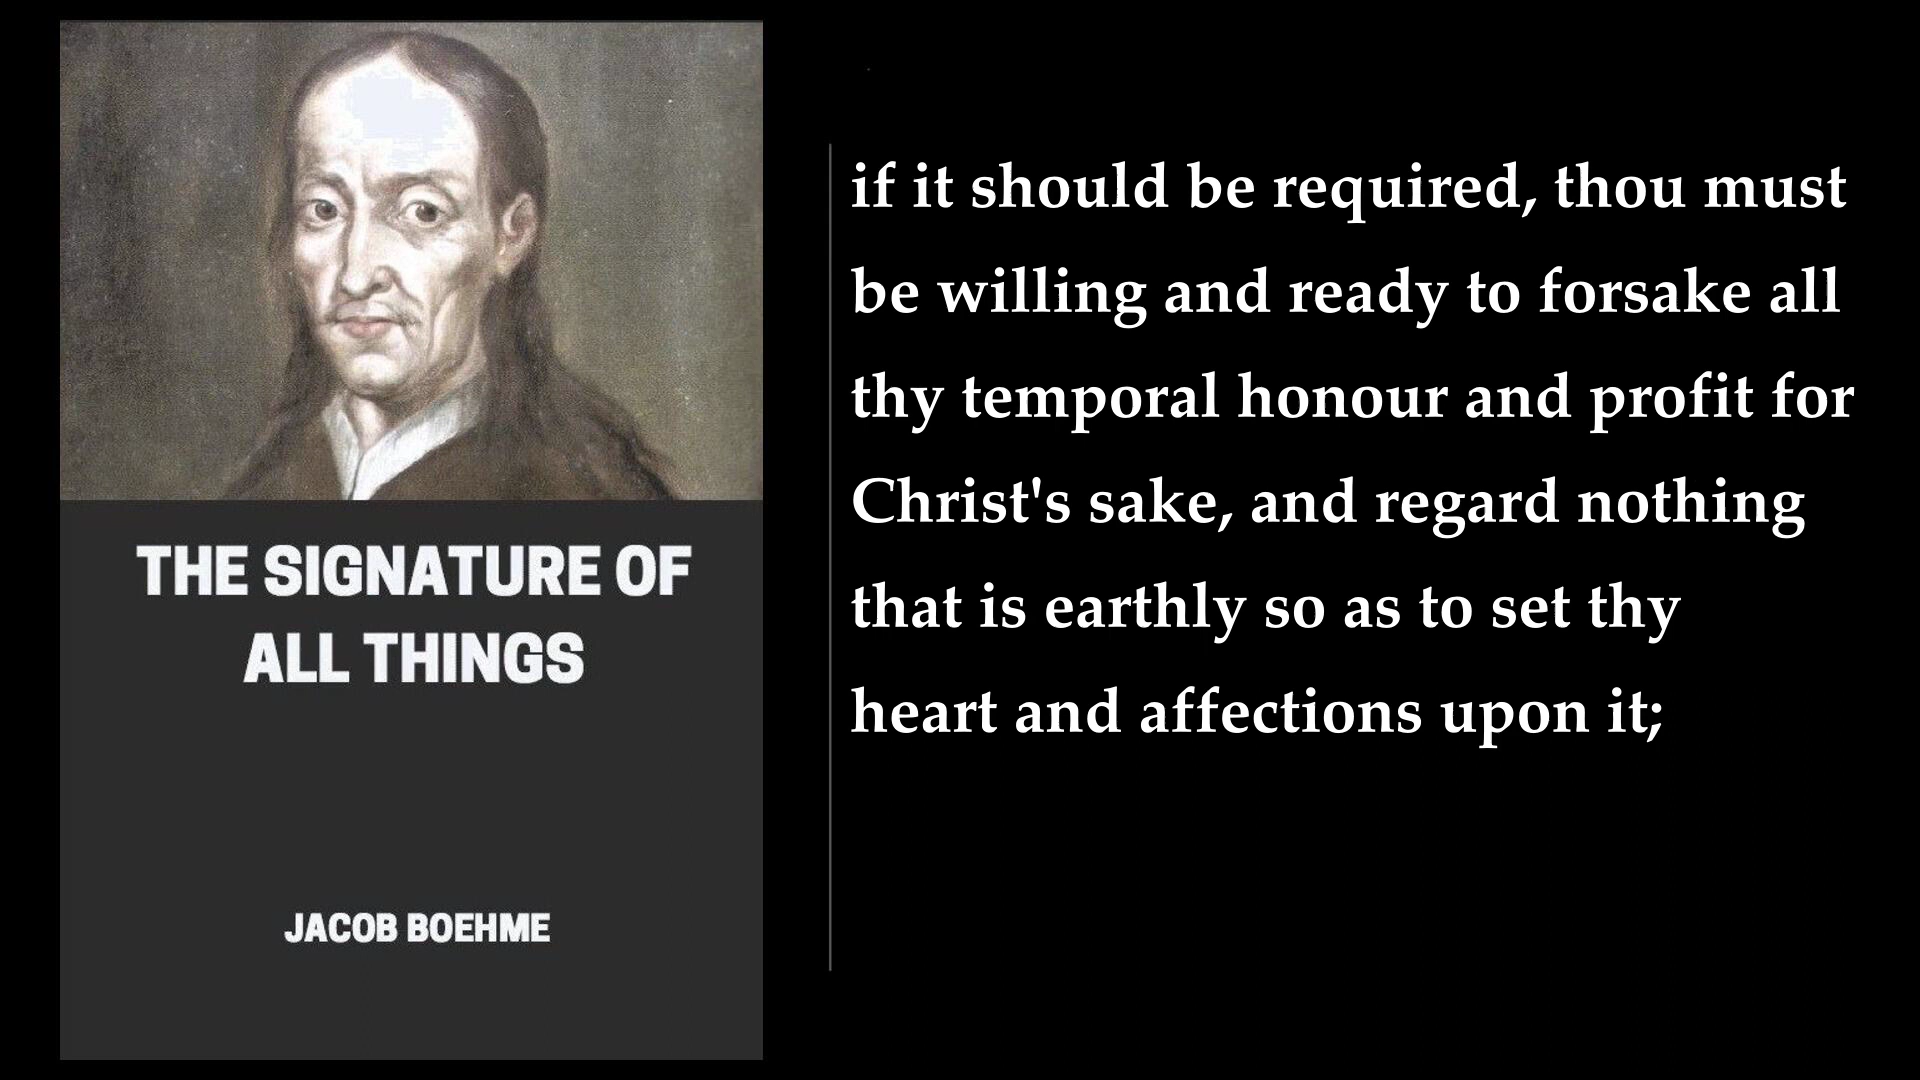 THE SIGNATURE OF
ALL THINGS
JACOB BOEHME
if it should be required, thou must
be willing and ready to forsake all
thy temporal honour and profit for
Christ's sake, and regard nothing
that is earthly so as to set thy
heart and affections upon it;